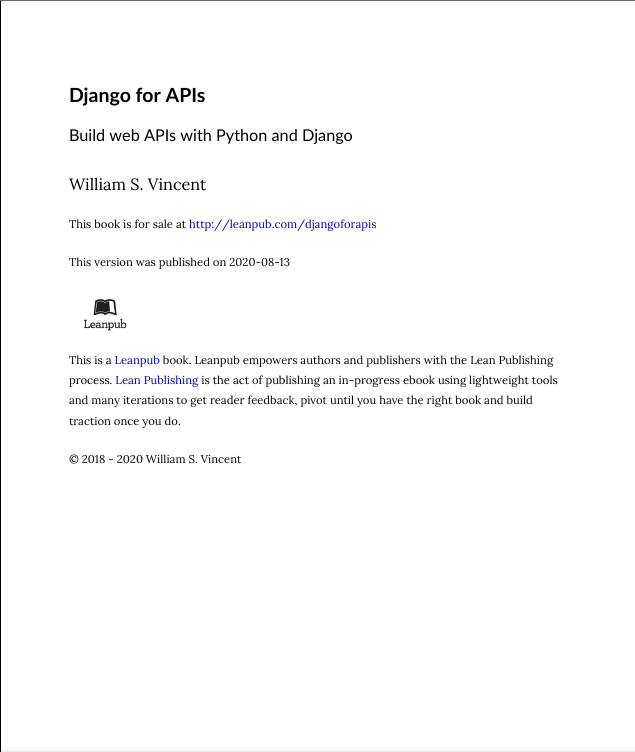 Django for APIs
Build web APIs with Python and Django
William S. Vincent
This book is for sale at http://leanpub.com/djangoforapis
This version was published on 2020-08-13
Leanpub
This is a Leanpub book. Leanpub empowers authors and publishers with the Lean Publishing
process. Lean Publishing is the act of publishing an in-progress ebook using lightweight tools
and many iterations to get reader feedback, pivot until you have the right book and build
traction once you do.
© 2018 - 2020 William S. Vincent